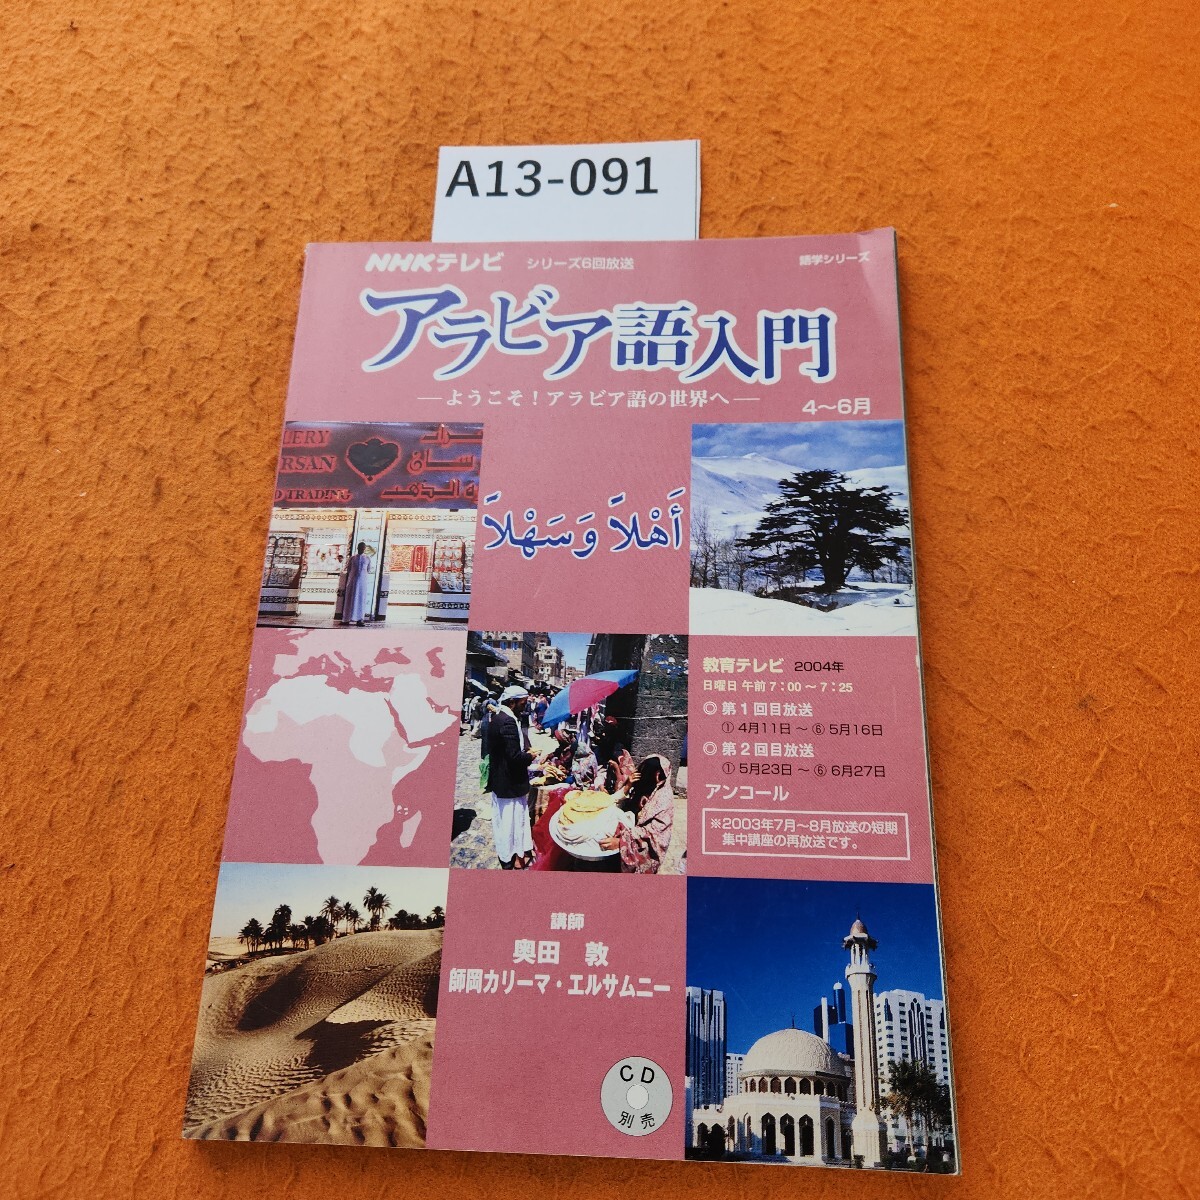 A13-091
NHKテレビ シリーズ6回放送 語学シリーズ
アラビア語入門
―ようこそ！アラビア語の世界へ― 4～6月
UERY
RSAN
D TRADING
سان
ه الذهب
أَهْلاً وَسَهْلاً
教育テレビ 2004年
日曜日 午前7：00～7：25
◎ 第1回目放送
① 4月11日 ～ ⑥ 5月16日
◎ 第2回目放送
① 5月23日 ～ ⑥ 6月27日
アンコール
※2003年7月～8月放送の短期
集中講座の再放送です。
講師
奥田 敦
師岡カリーマ・エルサムニー
CD
別売